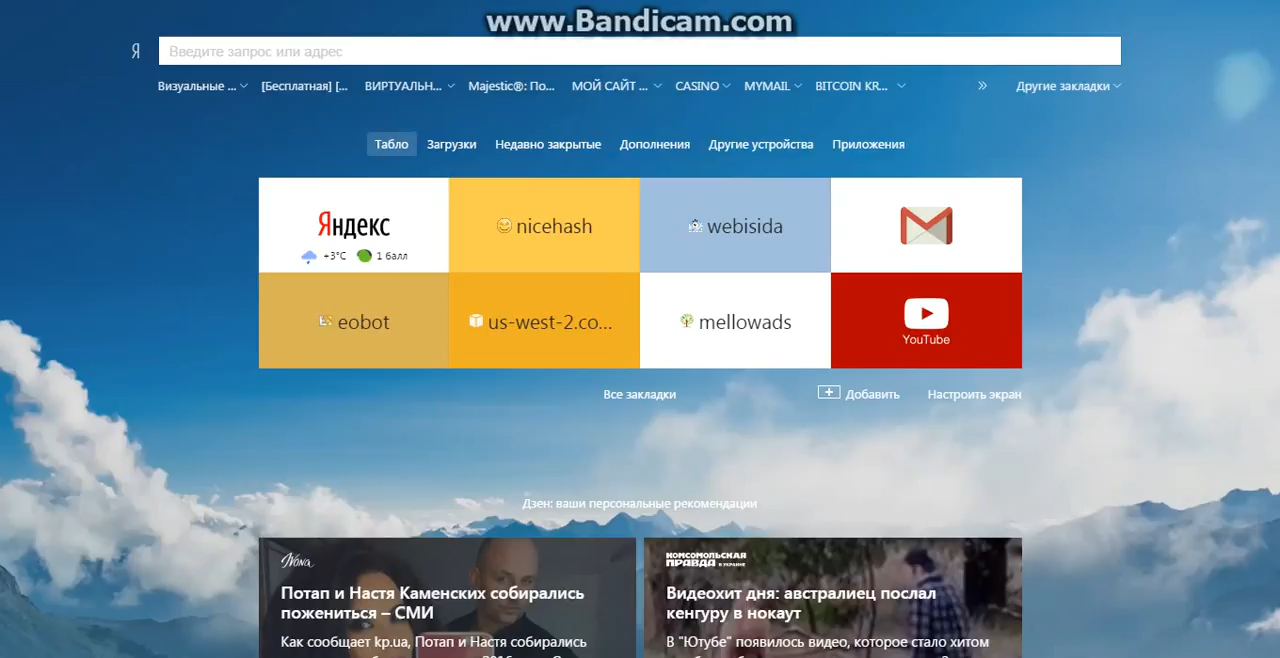 www.Bandicam.com
Я Введите запрос или адрес
Визуальные ... [Бесплатная] [... ВИРТУАЛЬН... Majestic®: По... МОЙ САЙТ ... CASINO MYMAIL BITCOIN KR... » Другие закладки
Табло Загрузки Недавно закрытые Дополнения Другие устройства Приложения
Яндекс
+3°C 1 балл
nicehash
webisida
eobot
us-west-2.co...
mellowads
YouTube
Все закладки Добавить Настроить экран
Дзен: ваши персональные рекомендации
Потап и Настя Каменских собирались
пожениться – СМИ
Как сообщает kp.ua, Потап и Настя собирались
КОМСОМОЛЬСКАЯ
ПРАВДА В УКРАИНЕ
Видеохит дня: австралиец послал
кенгуру в нокаут
В "Ютубе" появилось видео, которое стало хитом